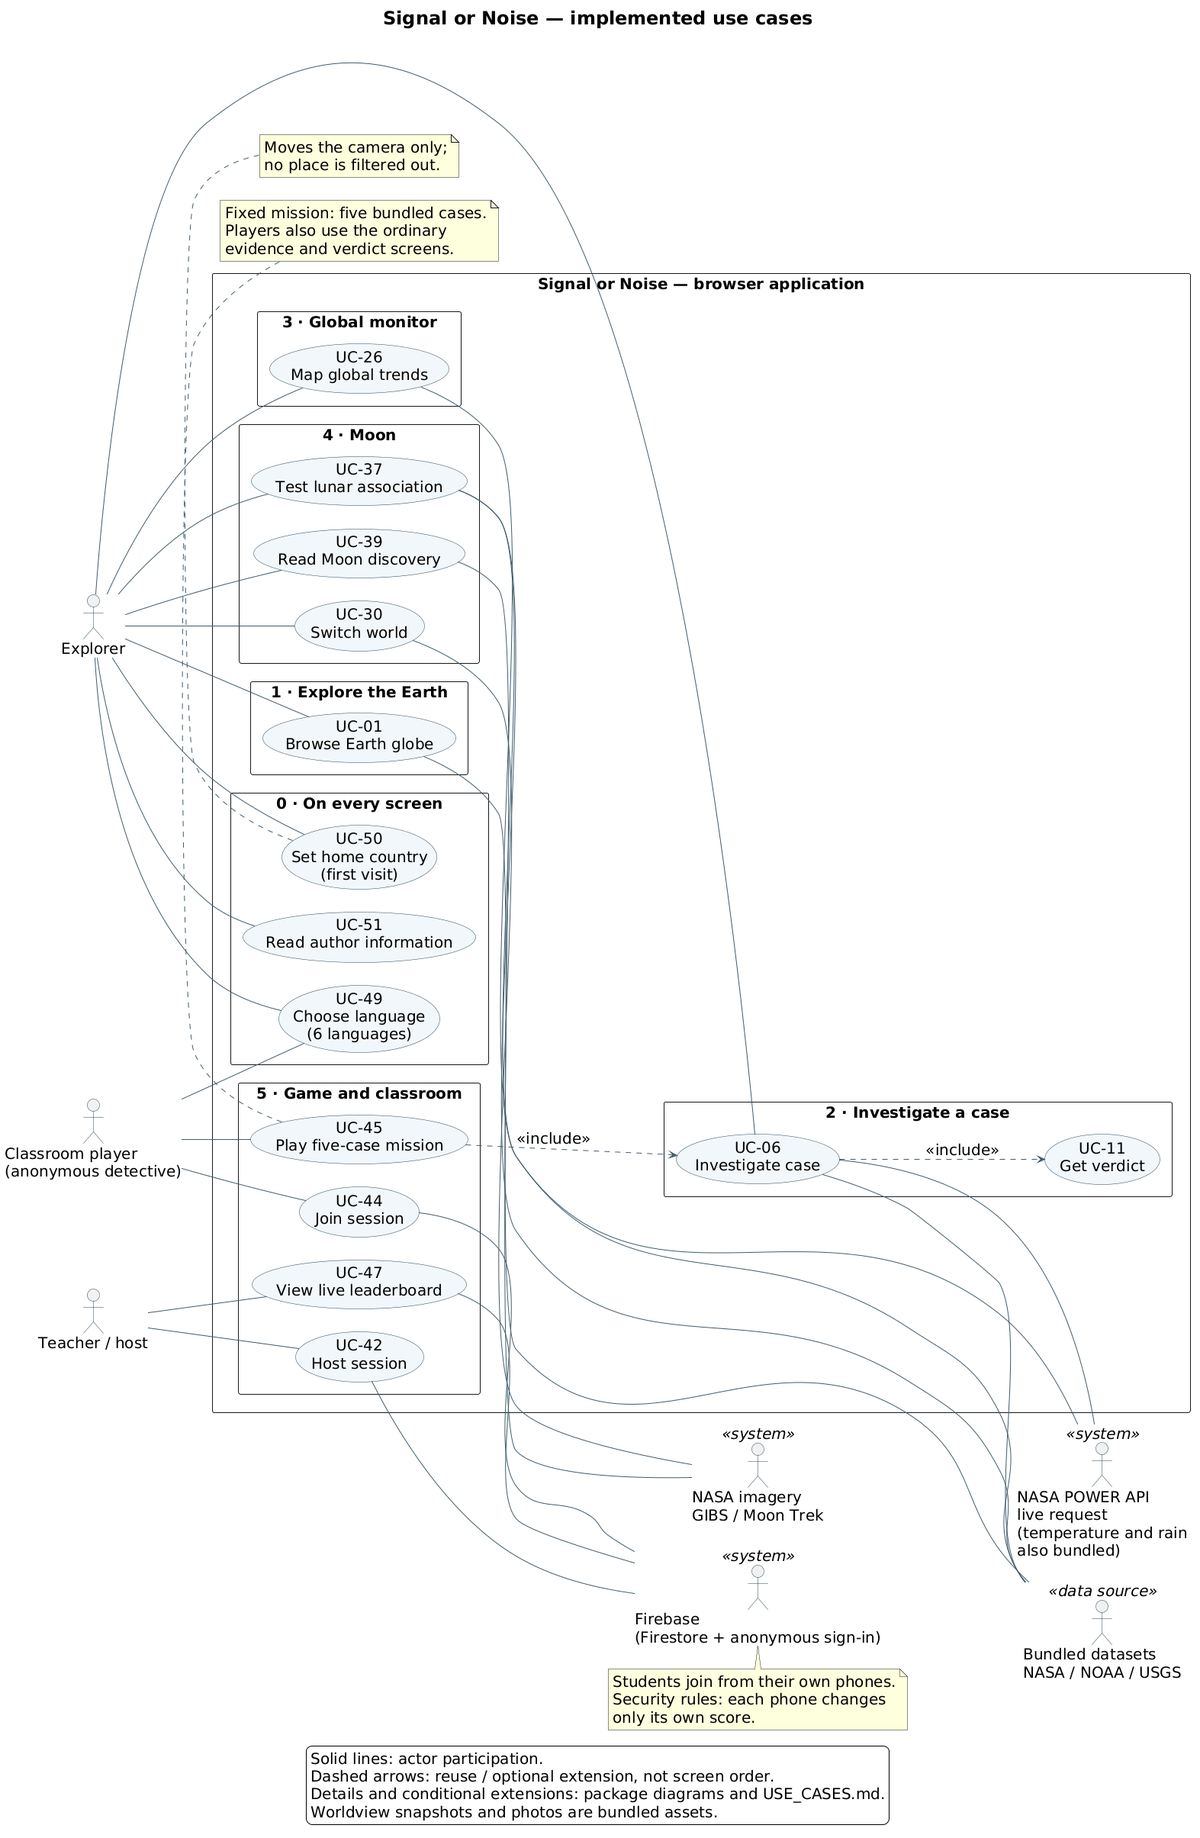 Signal or Noise — implemented use cases
Moves the camera only;
no place is filtered out.
Fixed mission: five bundled cases.
Players also use the ordinary
evidence and verdict screens.
Signal or Noise — browser application
3 · Global monitor
UC-26
Map global trends
4 · Moon
UC-37
Test lunar association
UC-39
Read Moon discovery
UC-30
Switch world
Explorer
1 · Explore the Earth
UC-01
Browse Earth globe
0 · On every screen
UC-50
Set home country
(first visit)
UC-51
Read author information
UC-49
Choose language
(6 languages)
Classroom player
(anonymous detective)
5 · Game and classroom
UC-45
Play five-case mission
«include»
2 · Investigate a case
UC-06
Investigate case
«include»
UC-11
Get verdict
UC-44
Join session
UC-47
View live leaderboard
Teacher / host
UC-42
Host session
«system»
NASA imagery
GIBS / Moon Trek
«system»
NASA POWER API
live request
(temperature and rain
also bundled)
«system»
Firebase
(Firestore + anonymous sign-in)
«data source»
Bundled datasets
NASA / NOAA / USGS
Students join from their own phones.
Security rules: each phone changes
only its own score.
Solid lines: actor participation.
Dashed arrows: reuse / optional extension, not screen order.
Details and conditional extensions: package diagrams and USE_CASES.md.
Worldview snapshots and photos are bundled assets.